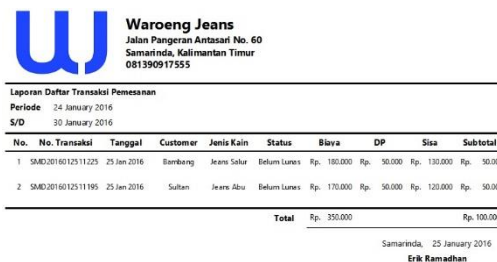 Waroeng Jeans
Jalan Pangeran Antasari No. 60
Samarinda, Kalimantan Timur
081390917555
Laporan Daftar Transaksi Pemesanan
Periode 24 January 2016
S/D 30 January 2016
No. No. Transaksi Tanggal Customer Jenis Kain Status Biaya DP Sisa Subtotal
1 SMD2016012511225 25 Jan 2016 Bambang Jeans Salur Belum Lunas Rp. 180.000 Rp. 50.000 Rp. 130.000 Rp. 50.00
2 SMD2016012511195 25 Jan 2016 Sultan Jeans Abu Belum Lunas Rp. 170.000 Rp. 50.000 Rp. 120.000 Rp. 50.00
Total Rp. 350.000 Rp. 100.00
Samarinda, 25 January 2016
Erik Ramadhan